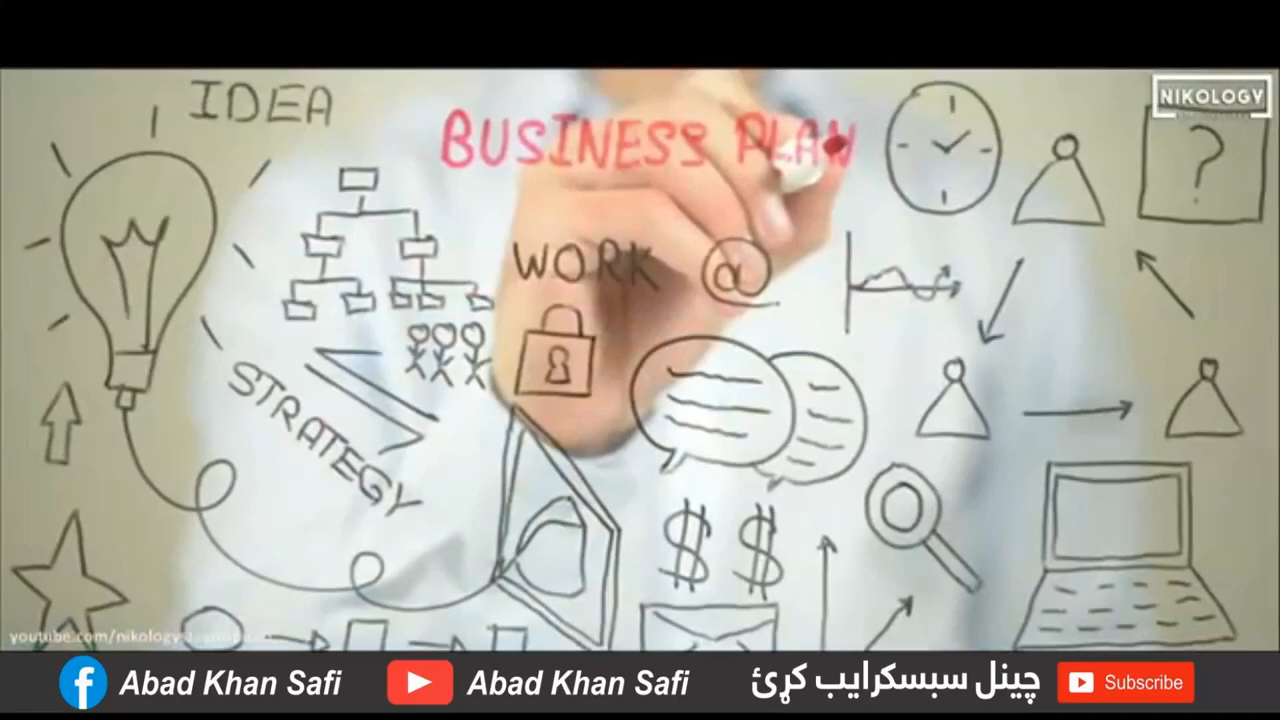 IDEA
BUSINESS PLAN
NIKOLOGY
?
WORK @
STRATEGY
$ $
Abad Khan Safi
Abad Khan Safi
چینل سبسکرایب کړئ
Subscribe